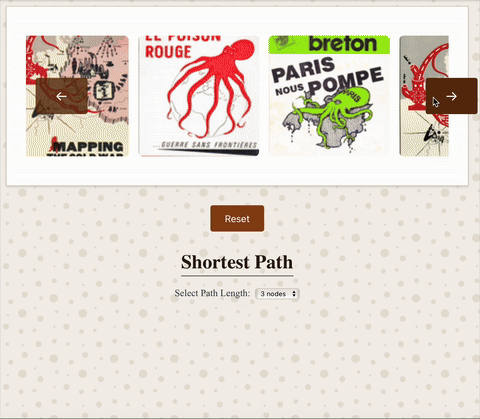 MAPPING
THE COLD WAR
LE POISON
ROUGE
...GUERRE SANS FRONTIÈRES
breton
PARIS
NOUS POMPE
Reset
Shortest Path
Select Path Length: 3 nodes